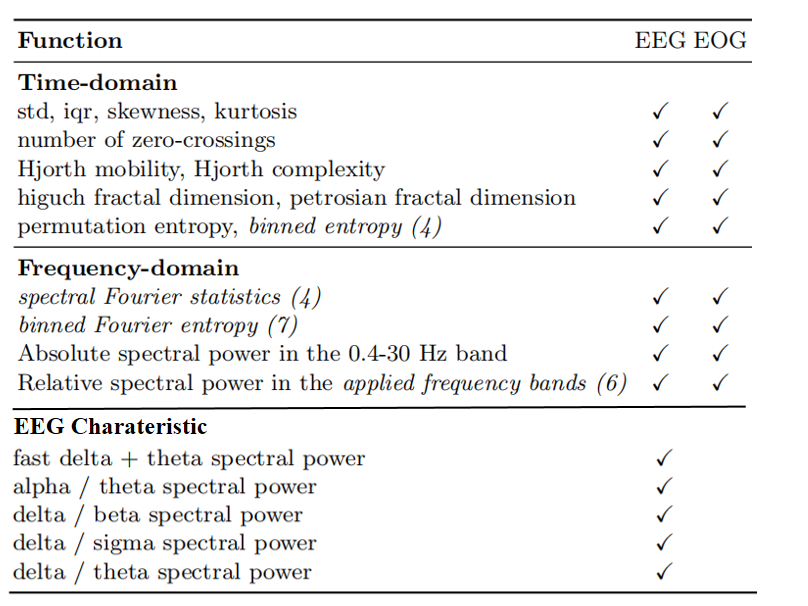 Function EEG EOG
Time-domain
std, iqr, skewness, kurtosis ✓ ✓
number of zero-crossings ✓ ✓
Hjorth mobility, Hjorth complexity ✓ ✓
higuch fractal dimension, petrosian fractal dimension ✓ ✓
permutation entropy, binned entropy (4) ✓ ✓
Frequency-domain
spectral Fourier statistics (4) ✓ ✓
binned Fourier entropy (7) ✓ ✓
Absolute spectral power in the 0.4-30 Hz band ✓ ✓
Relative spectral power in the applied frequency bands (6) ✓ ✓
EEG Charateristic
fast delta + theta spectral power ✓
alpha / theta spectral power ✓
delta / beta spectral power ✓
delta / sigma spectral power ✓
delta / theta spectral power ✓